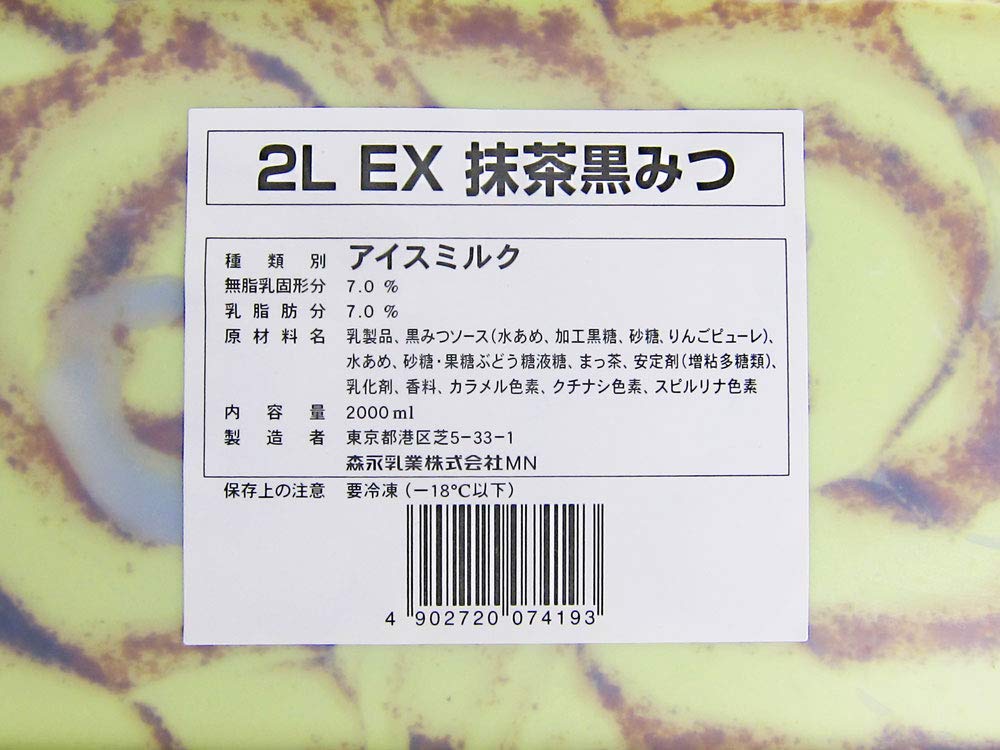 2L EX 抹茶黒みつ
種類別 アイスミルク
無脂乳固形分 7.0 %
乳脂肪分 7.0 %
原材料名 乳製品、黒みつソース(水あめ、加工黒糖、砂糖、りんごピューレ)、
水あめ、砂糖・果糖ぶどう糖液糖、まっ茶、安定剤(増粘多糖類)、
乳化剤、香料、カラメル色素、クチナシ色素、スピルリナ色素
内容量 2000ml
製造者 東京都港区芝5-33-1
森永乳業株式会社MN
保存上の注意 要冷凍(-18℃以下)
4 902720 074193